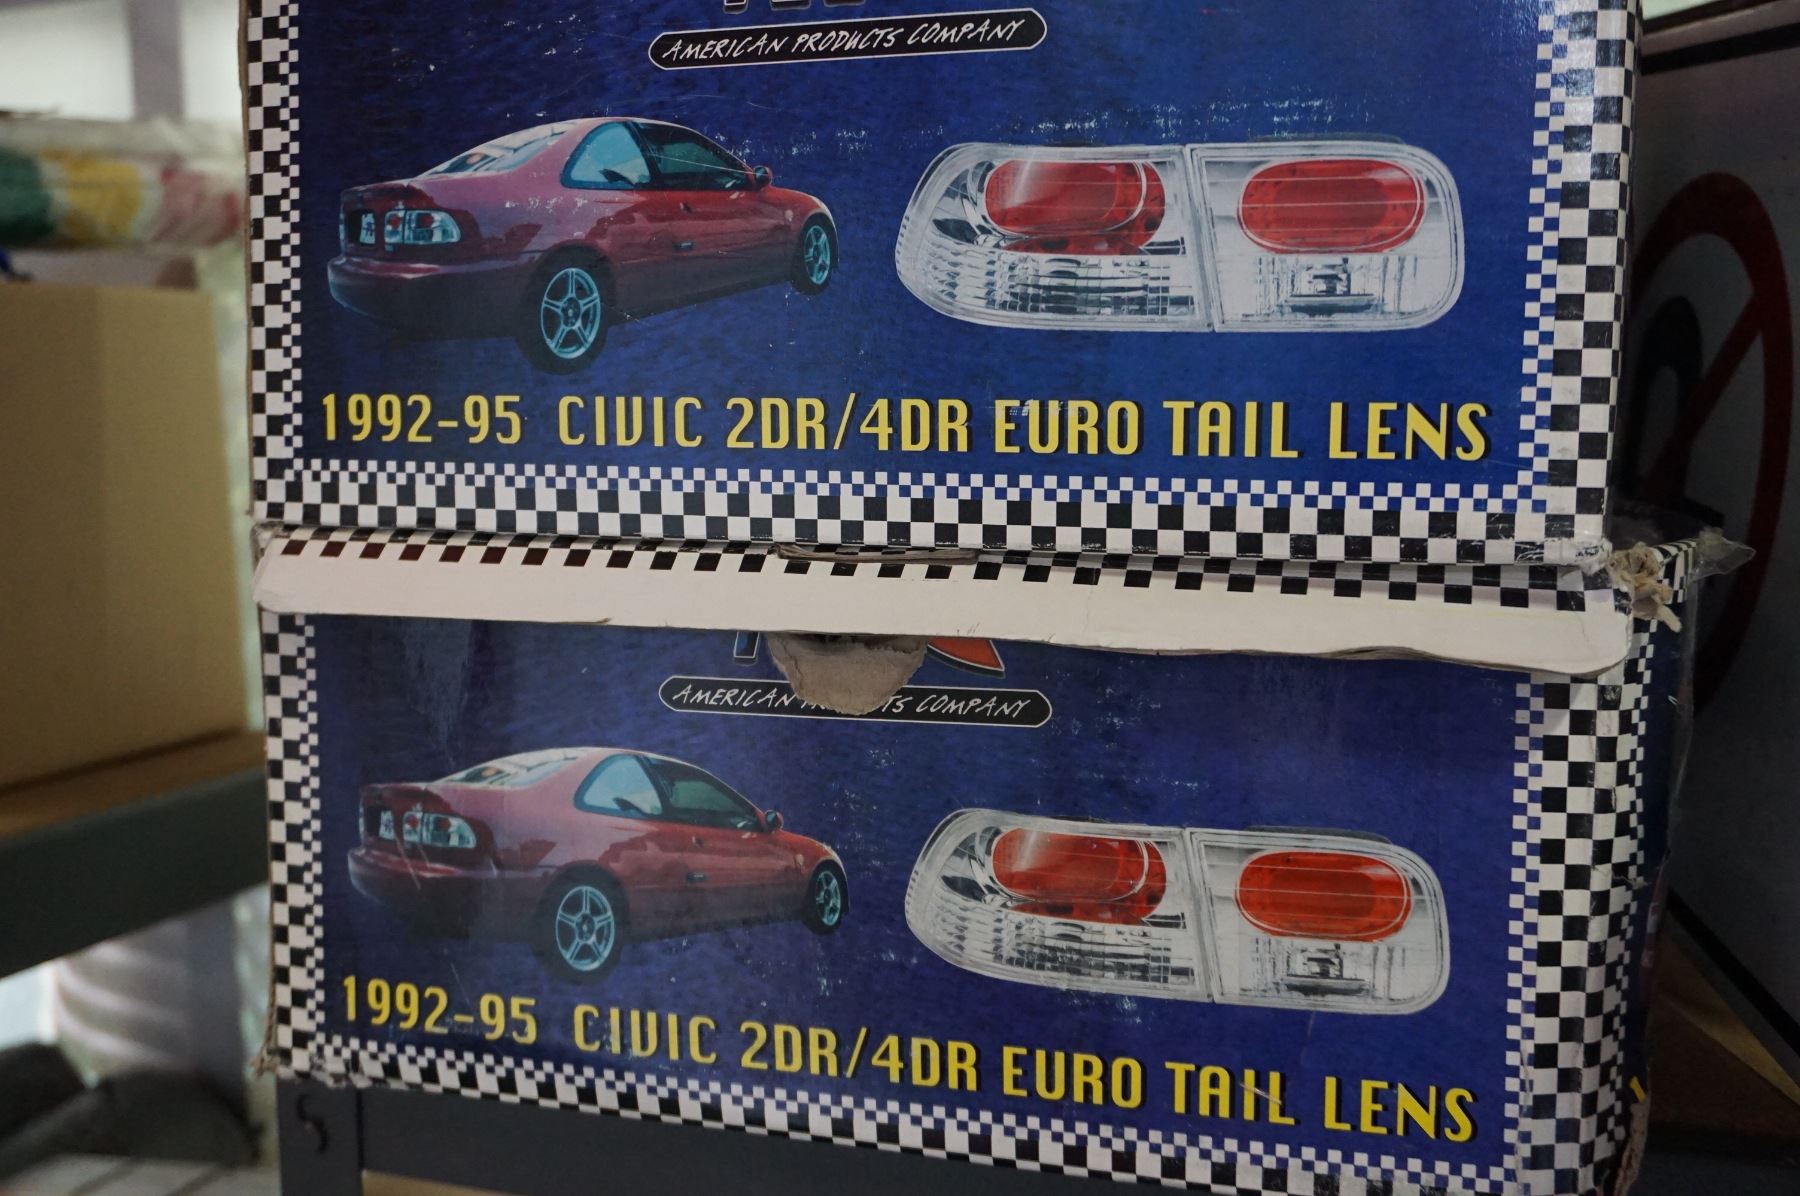 AMERICAN PRODUCTS COMPANY
1992-95 CIVIC 2DR/4DR EURO TAIL LENS
AMERICAN TS COMPANY
1992-95 CIVIC 2DR/4DR EURO TAIL LENS